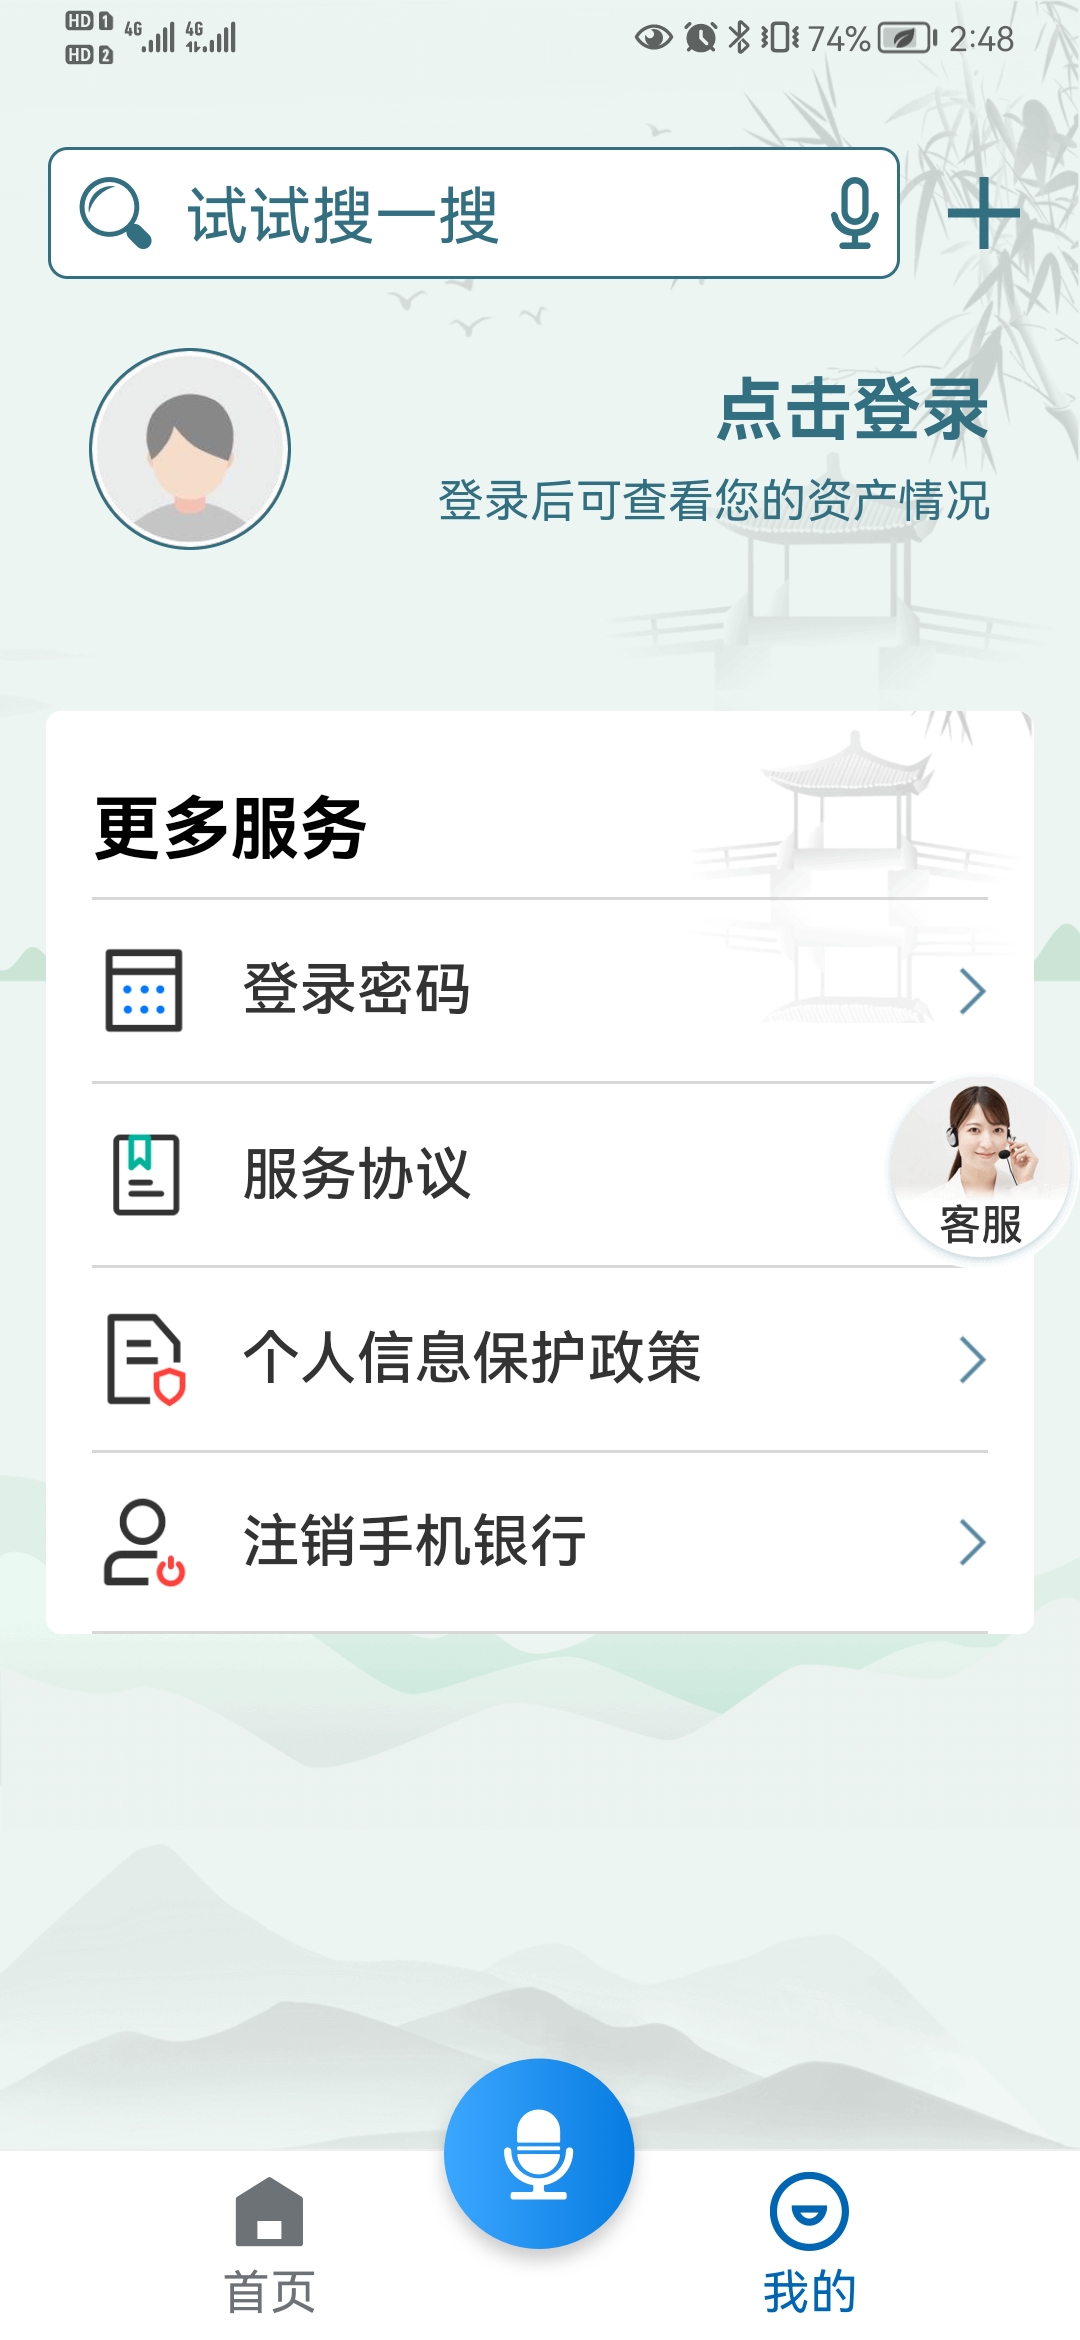 HD 1 4G 4G 74% 2:48
HD 2
试试搜一搜
点击登录
登录后可查看您的资产情况
更多服务
登录密码
服务协议
客服
个人信息保护政策
注销手机银行
首页
我的